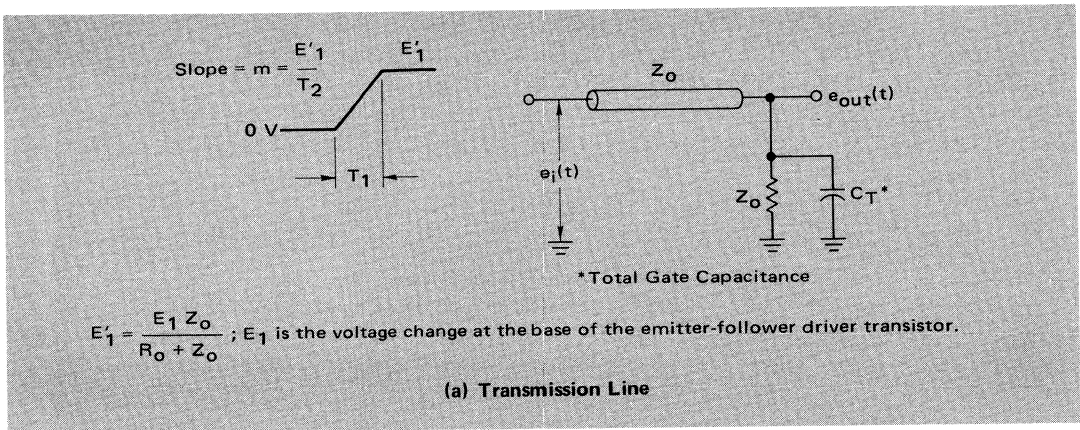 Slope = m = E'1 / T2
E'1
0 V
T1
Zo
eout(t)
ei(t)
Zo
CT*
*Total Gate Capacitance
E'1 = E1 Zo / Ro + Zo ; E1 is the voltage change at the base of the emitter-follower driver transistor.
(a) Transmission Line